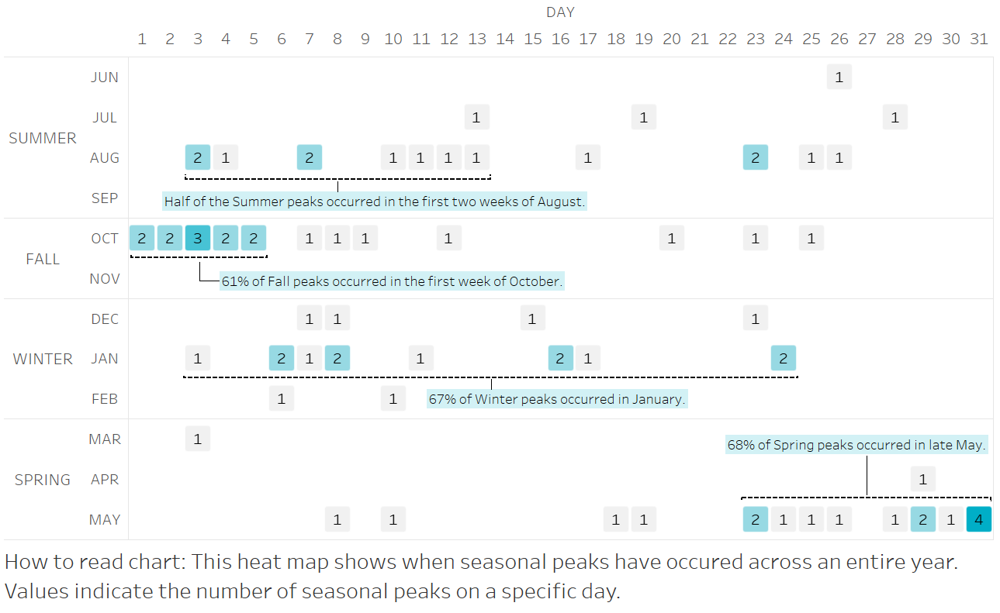 DAY
1 2 3 4 5 6 7 8 9 10 11 12 13 14 15 16 17 18 19 20 21 22 23 24 25 26 27 28 29 30 31
SUMMER
JUN 1
JUL 1 1 1
AUG 2 1 2 1 1 1 1 1 2 1 1
SEP
Half of the Summer peaks occurred in the first two weeks of August.
FALL
OCT 2 2 3 2 2 1 1 1 1 1 1 1
NOV
61% of Fall peaks occurred in the first week of October.
WINTER
DEC 1 1 1 1
JAN 1 2 1 2 1 2 1 2
FEB 1 1
67% of Winter peaks occurred in January.
SPRING
MAR 1
68% of Spring peaks occurred in late May.
APR 1
MAY 1 1 1 1 2 1 1 1 1 2 1 4
How to read chart: This heat map shows when seasonal peaks have occured across an entire year.
Values indicate the number of seasonal peaks on a specific day.